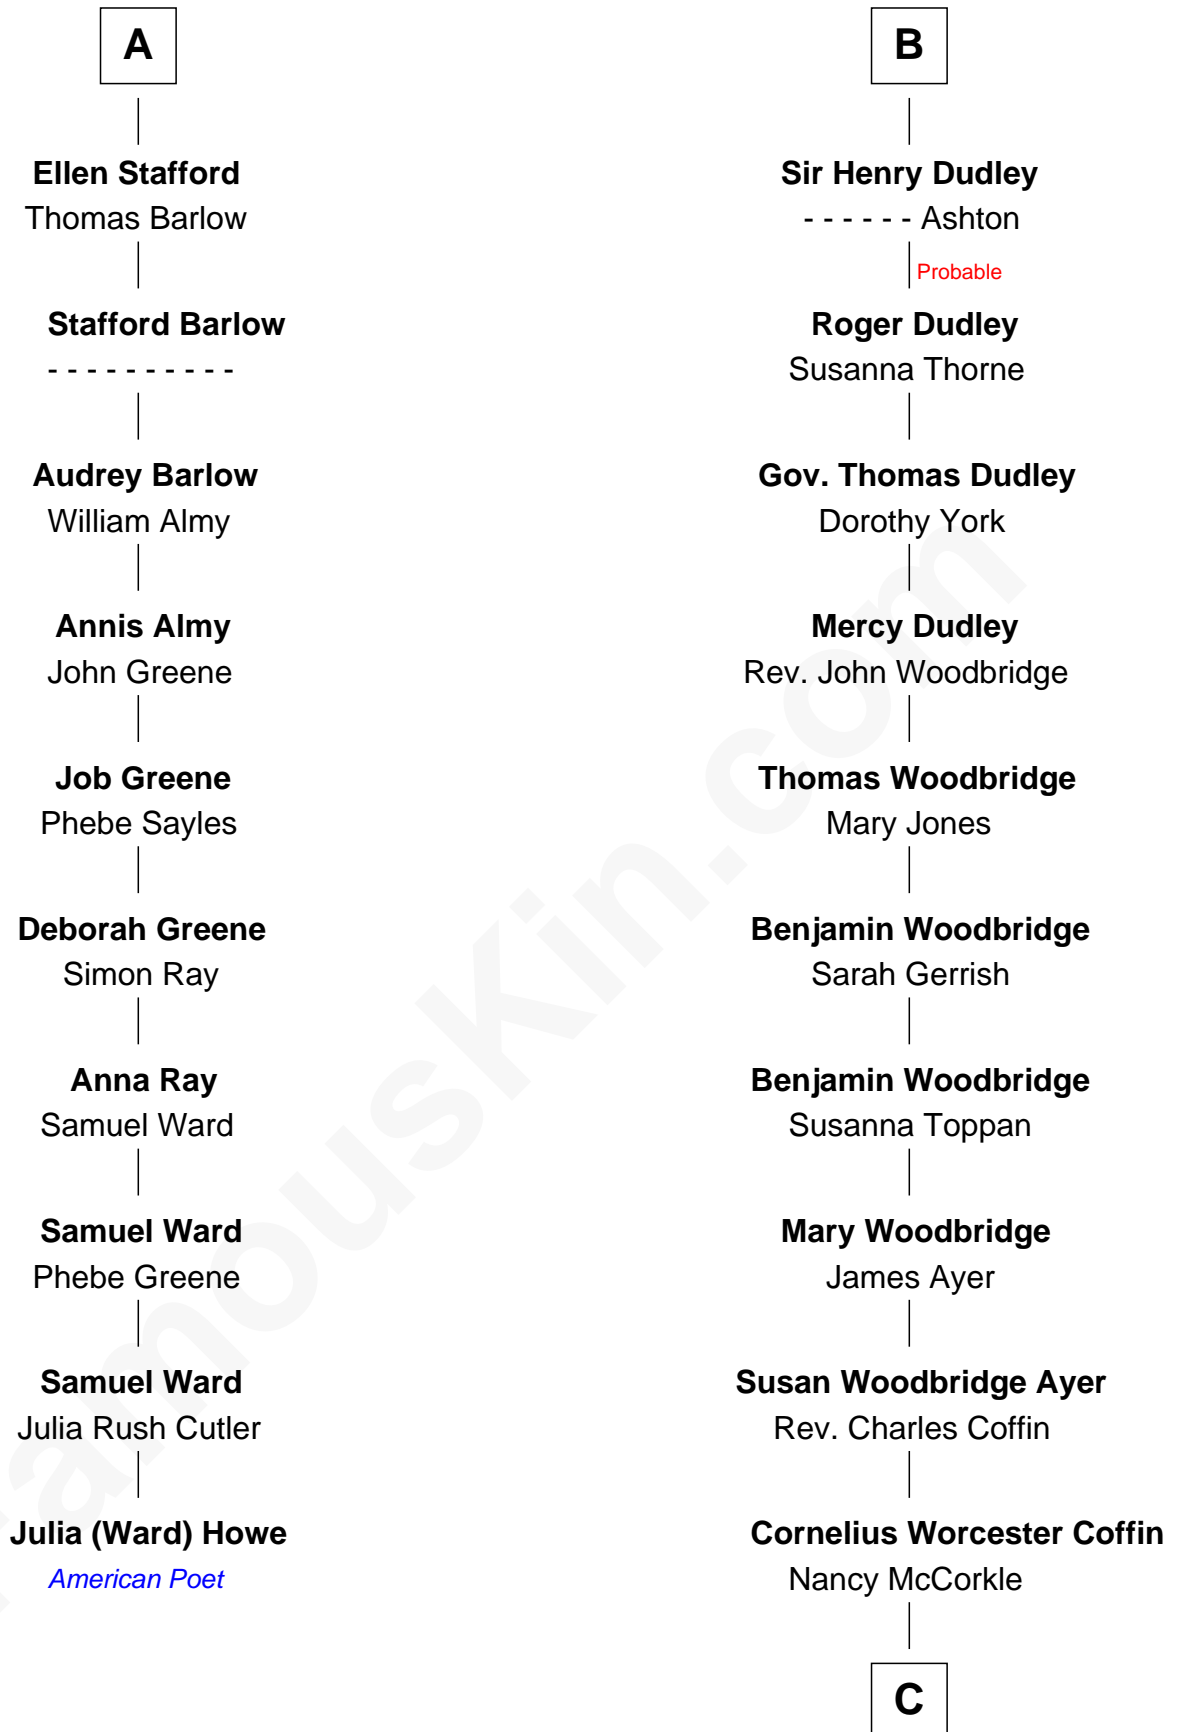 A
Ellen Stafford
Thomas Barlow
Stafford Barlow
- - - - - - - - - -
Audrey Barlow
William Almy
Annis Almy
John Greene
Job Greene
Phebe Sayles
Deborah Greene
Simon Ray
Anna Ray
Samuel Ward
Samuel Ward
Phebe Greene
Samuel Ward
Julia Rush Cutler
Julia (Ward) Howe
American Poet
B
Sir Henry Dudley
- - - - - - Ashton
Probable
Roger Dudley
Susanna Thorne
Gov. Thomas Dudley
Dorothy York
Mercy Dudley
Rev. John Woodbridge
Thomas Woodbridge
Mary Jones
Benjamin Woodbridge
Sarah Gerrish
Benjamin Woodbridge
Susanna Toppan
Mary Woodbridge
James Ayer
Susan Woodbridge Ayer
Rev. Charles Coffin
Cornelius Worcester Coffin
Nancy McCorkle
C
FamousKin.com